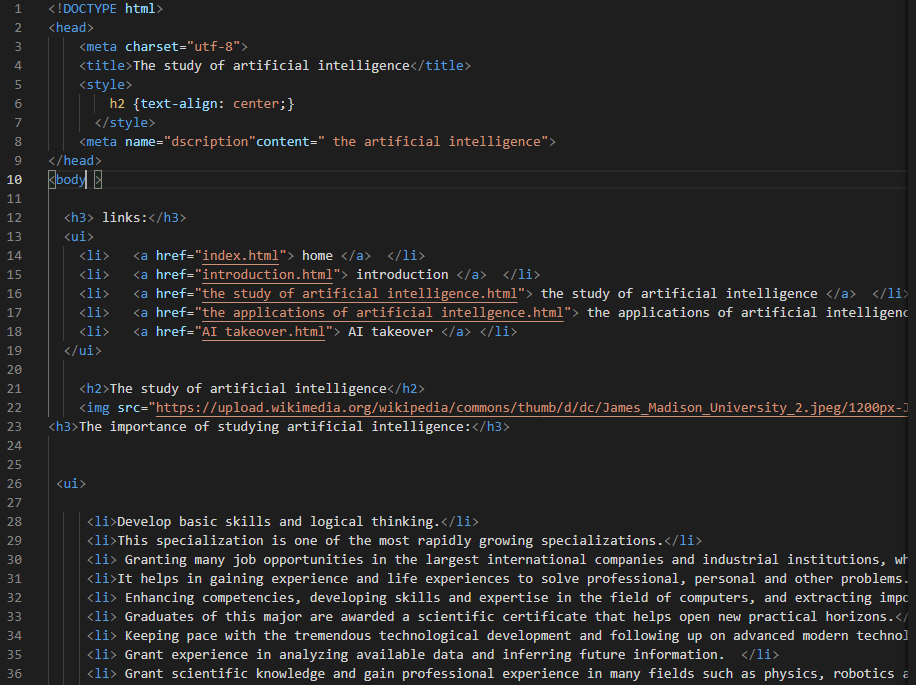 1 <!DOCTYPE html>
2 <head>
3 <meta charset="utf-8">
4 <title>The study of artificial intelligence</title>
5 <style>
6 h2 {text-align: center;}
7 </style>
8 <meta name="dscription"content=" the artificial intelligence">
9 </head>
10 <body >
11
12 <h3> links:</h3>
13 <ui>
14 <li> <a href="index.html"> home </a> </li>
15 <li> <a href="introduction.html"> introduction </a> </li>
16 <li> <a href="the study of artificial intelligence.html"> the study of artificial intelligence </a> </li>
17 <li> <a href="the applications of artificial intellgence.html"> the applications of artificial intelligenc
18 <li> <a href="AI takeover.html"> AI takeover </a> </li>
19 </ui>
20
21 <h2>The study of artificial intelligence</h2>
22 <img src="https://upload.wikimedia.org/wikipedia/commons/thumb/d/dc/James_Madison_University_2.jpeg/1200px-J
23 <h3>The importance of studying artificial intelligence:</h3>
24
25
26 <ui>
27
28 <li>Develop basic skills and logical thinking.</li>
29 <li>This specialization is one of the most rapidly growing specializations.</li>
30 <li> Granting many job opportunities in the largest international companies and industrial institutions, wh
31 <li>It helps in gaining experience and life experiences to solve professional, personal and other problems.
32 <li> Enhancing competencies, developing skills and expertise in the field of computers, and extracting impo
33 <li> Graduates of this major are awarded a scientific certificate that helps open new practical horizons.</
34 <li> Keeping pace with the tremendous technological development and following up on advanced modern technol
35 <li> Grant experience in analyzing available data and inferring future information. </li>
36 <li> Grant scientific knowledge and gain professional experience in many fields such as physics, robotics a